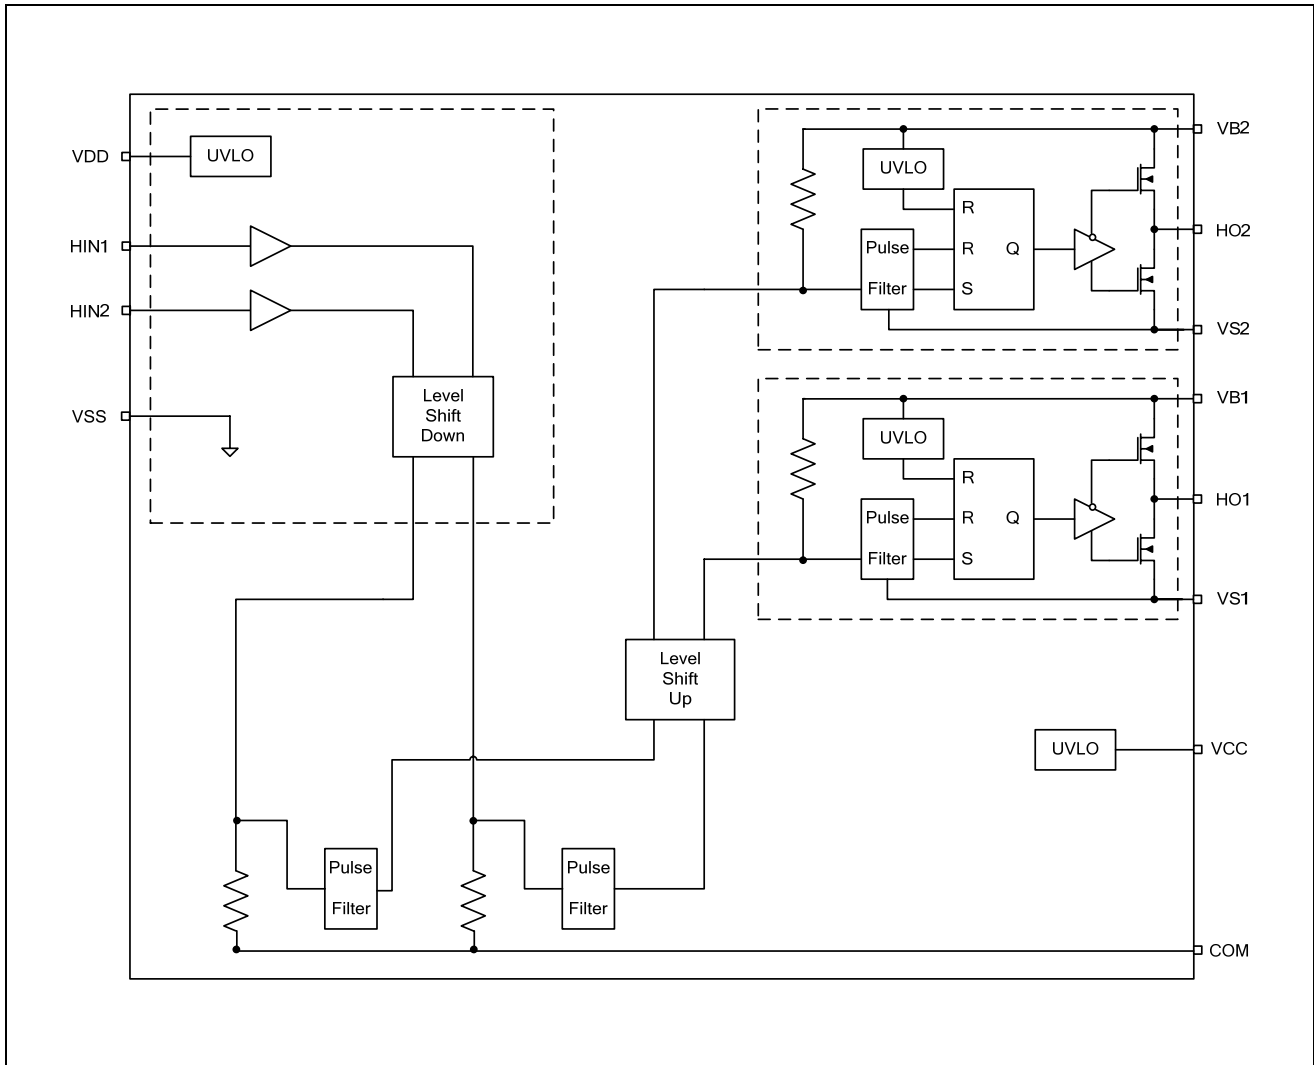 VDD
UVLO
HIN1
HIN2
VSS
Level
Shift
Down
UVLO
R
Pulse
R
Q
Filter
S
VB2
HO2
VS2
UVLO
R
Pulse
R
Q
Filter
S
VB1
HO1
VS1
Level
Shift
Up
UVLO
VCC
Pulse
Filter
Pulse
Filter
COM